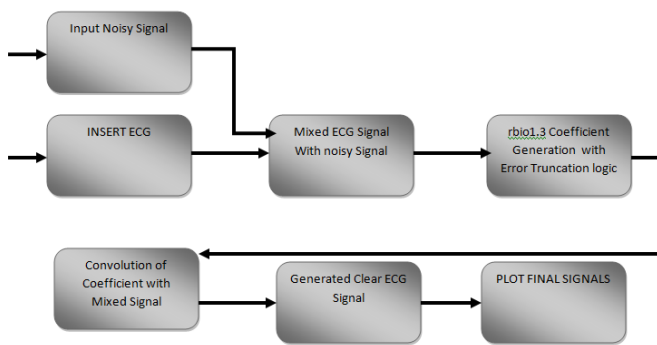 Input Noisy Signal
INSERT ECG
Mixed ECG Signal
With noisy Signal
rbio1.3 Coefficient
Generation with
Error Truncation logic
Convolution of
Coefficient with
Mixed Signal
Generated Clear ECG
Signal
PLOT FINAL SIGNALS